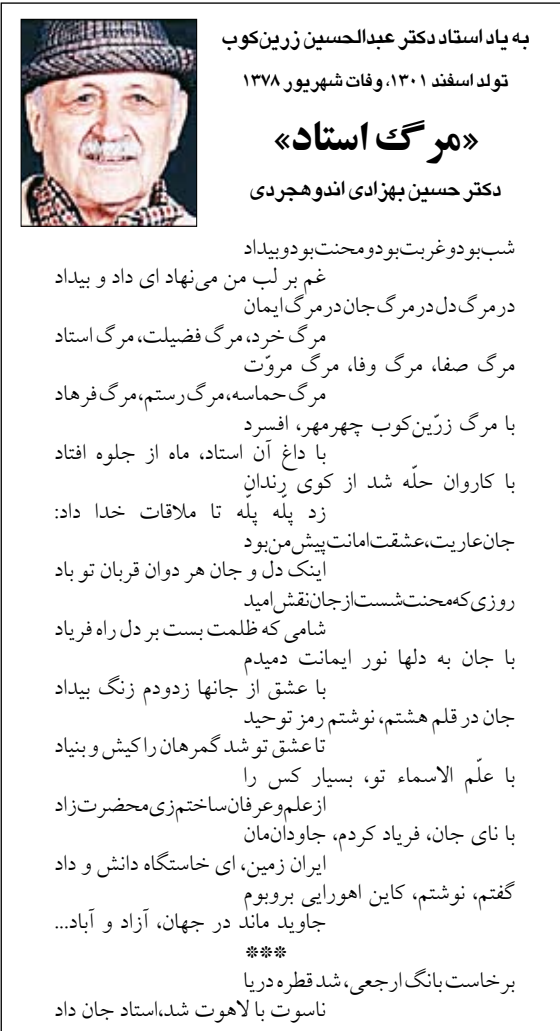 به یاد استاد دکتر عبدالحسین زرین‌کوب
تولد اسفند ۱۳۰۱، وفات شهریور ۱۳۷۸
«مرگ استاد»
دکتر حسین بهزادی اندوهجردی
شب بود و غربت بود و محنت بود و بیداد
غم بر لب من می‌نهاد ای داد و بیداد
در مرگ دل در مرگ جان در مرگ ایمان
مرگ خرد، مرگ فضیلت، مرگ استاد
مرگ صفا، مرگ وفا، مرگ مروّت
مرگ حماسه، مرگ رستم، مرگ فرهاد
با مرگ زرّین‌کوب چهرمهر، افسرد
با داغ آن استاد، ماه از جلوه افتاد
با کاروان حلّه شد از کوی رندان
زد پلّه پلّه تا ملاقات خدا داد:
جان عاریت، عشقت امانت پیش من بود
اینک دل و جان هر دوان قربان تو باد
روزی که محنت شست از جان نقش امید
شامی که ظلمت بست بر دل راه فریاد
با جان به دلها نور ایمانت دمیدم
با عشق از جانها زدودم زنگ بیداد
جان در قلم هشتم، نوشتم رمز توحید
تا عشق تو شد گمرهان را کیش و بنیاد
با علّم الاسماء تو، بسیار کس را
از علم و عرفان ساختم زی محضرت زاد
با نای جان، فریاد کردم، جاودان‌مان
ایران زمین، ای خاستگاه دانش و داد
گفتم، نوشتم، کاین اهورایی بروبوم
جاوید ماند در جهان، آزاد و آباد...
***
برخاست بانگ ارجعی، شد قطره دریا
ناسوت با لاهوت شد، استاد جان داد